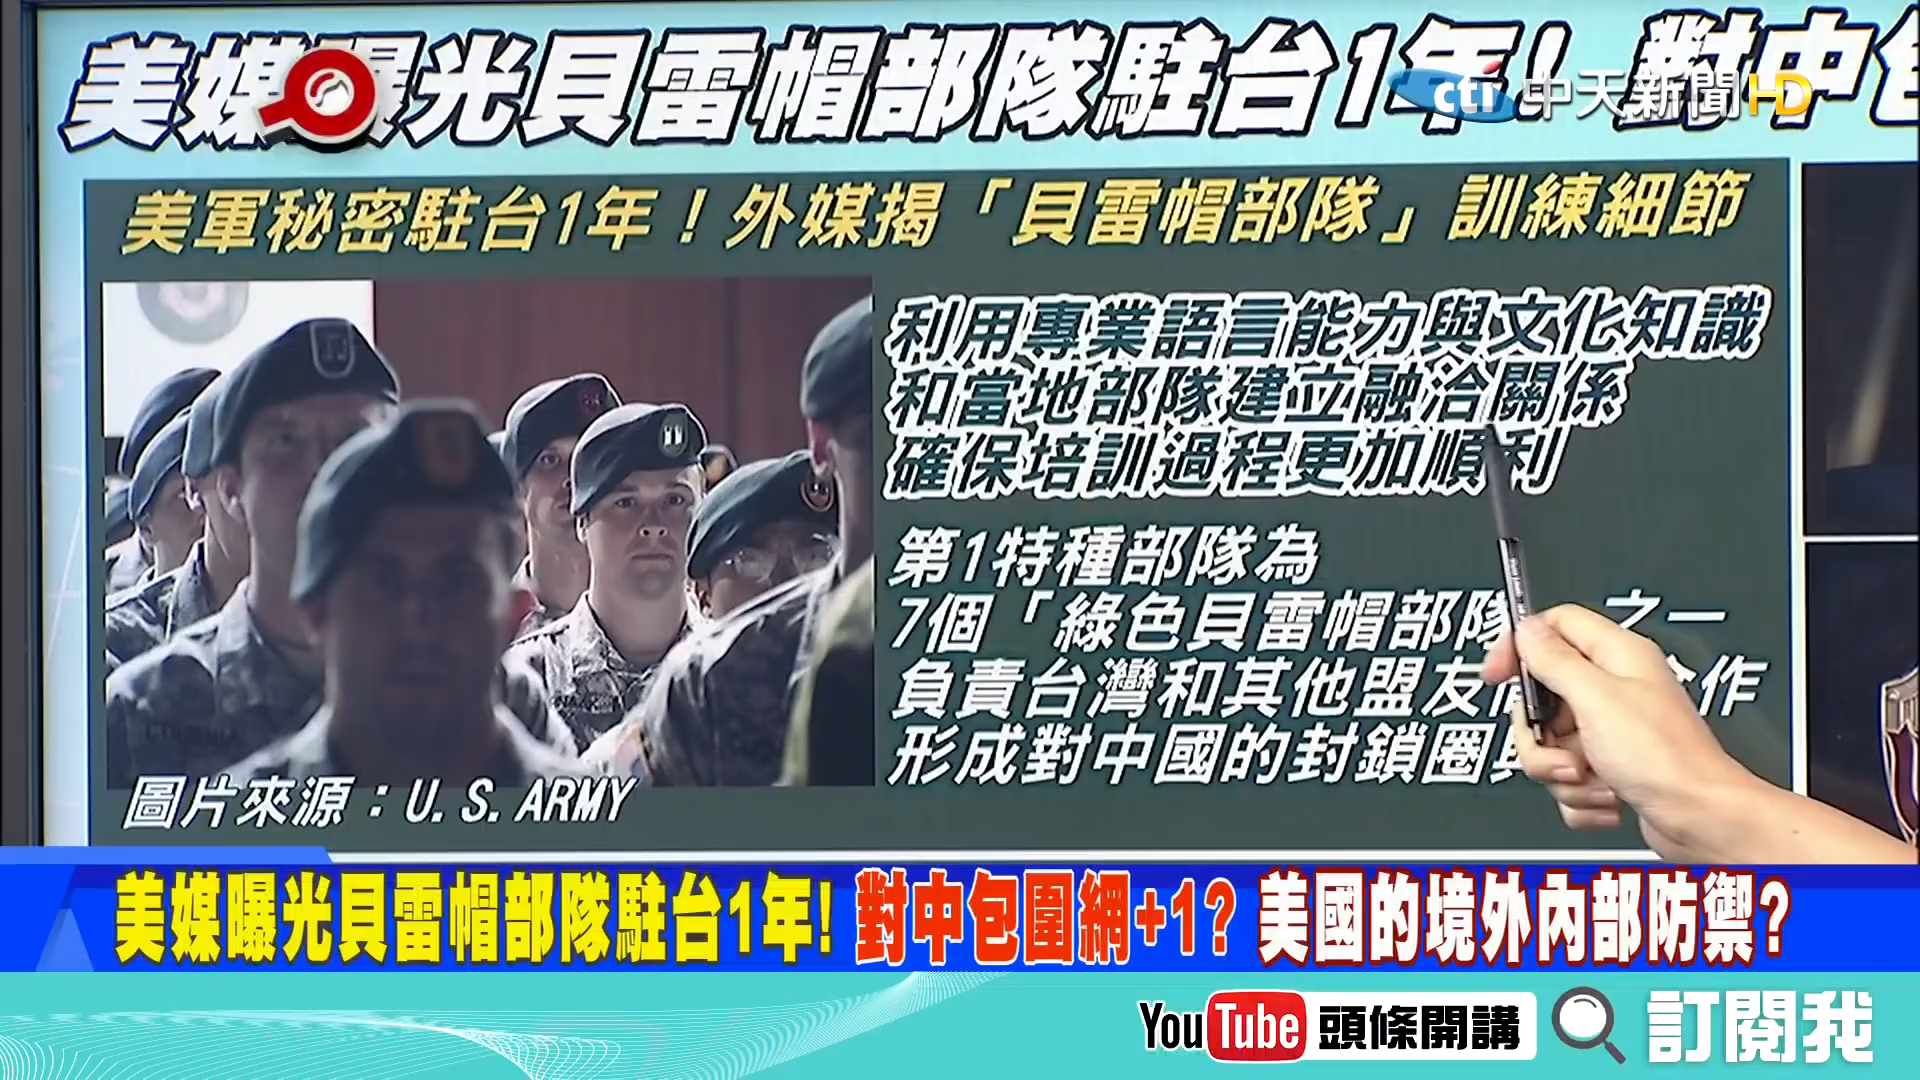 美媒曝光貝雷帽部隊駐台1年!對中包
cti中天新聞HD
美軍秘密駐台1年！外媒揭「貝雷帽部隊」訓練細節
利用專業語言能力與文化知識
和當地部隊建立融洽關係
確保培訓過程更加順利
第1特種部隊為
7個「綠色貝雷帽部隊 之一
負責台灣和其他盟友 合作
形成對中國的封鎖圈
圖片來源：U.S.ARMY
美媒曝光貝雷帽部隊駐台1年! 對中包圍網+1? 美國的境外內部防禦?
YouTube 頭條開講 訂閱我